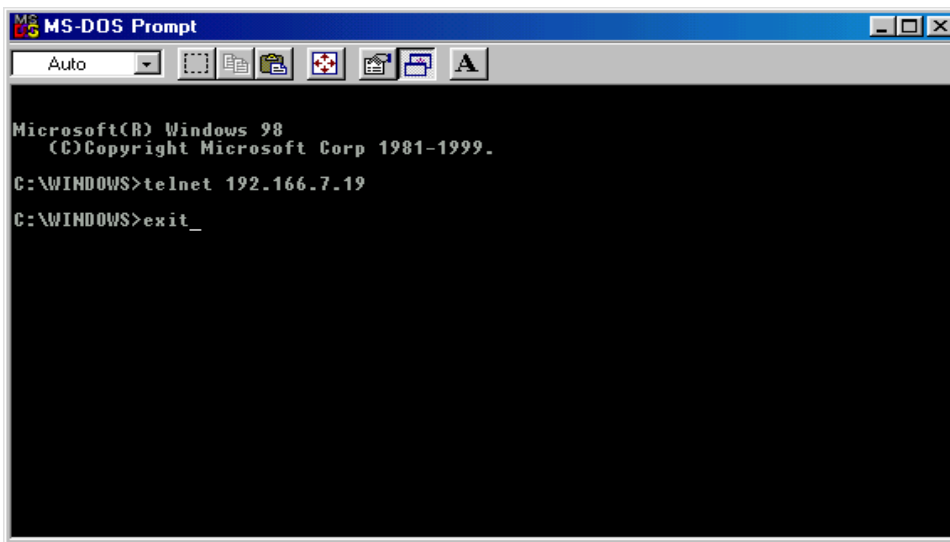 MS-DOS Prompt
Auto
A
Microsoft(R) Windows 98
(C)Copyright Microsoft Corp 1981-1999.
C:\WINDOWS>telnet 192.166.7.19
C:\WINDOWS>exit_